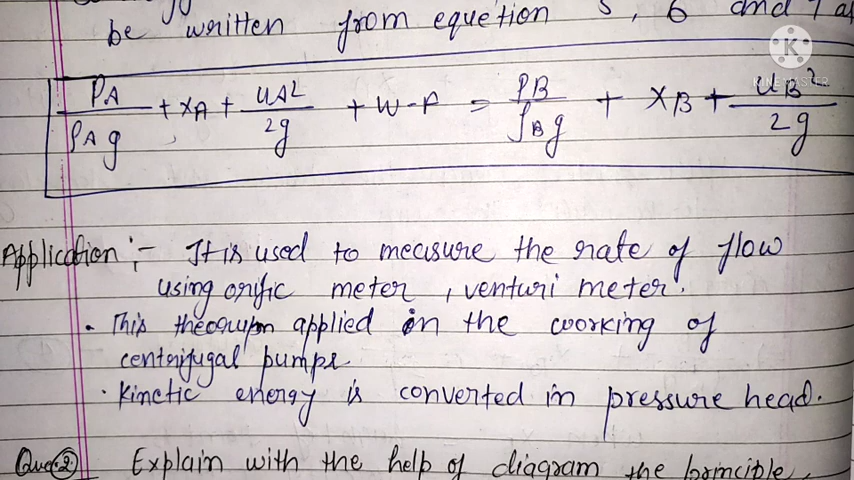 be written from equetion 5, 6 and 7 as
KINEMASTER
PA/ρAg + XA + uA²/2g + W-F = PB/ρBg + XB + uB²/2g
Application :- It is used to measure the rate of flow
using orific meter, venturi meter.
• This theorum applied in the working of
centrifugal pumps
• Kinetic energy is converted in pressure head.
Que② Explain with the help of diagram the principle,